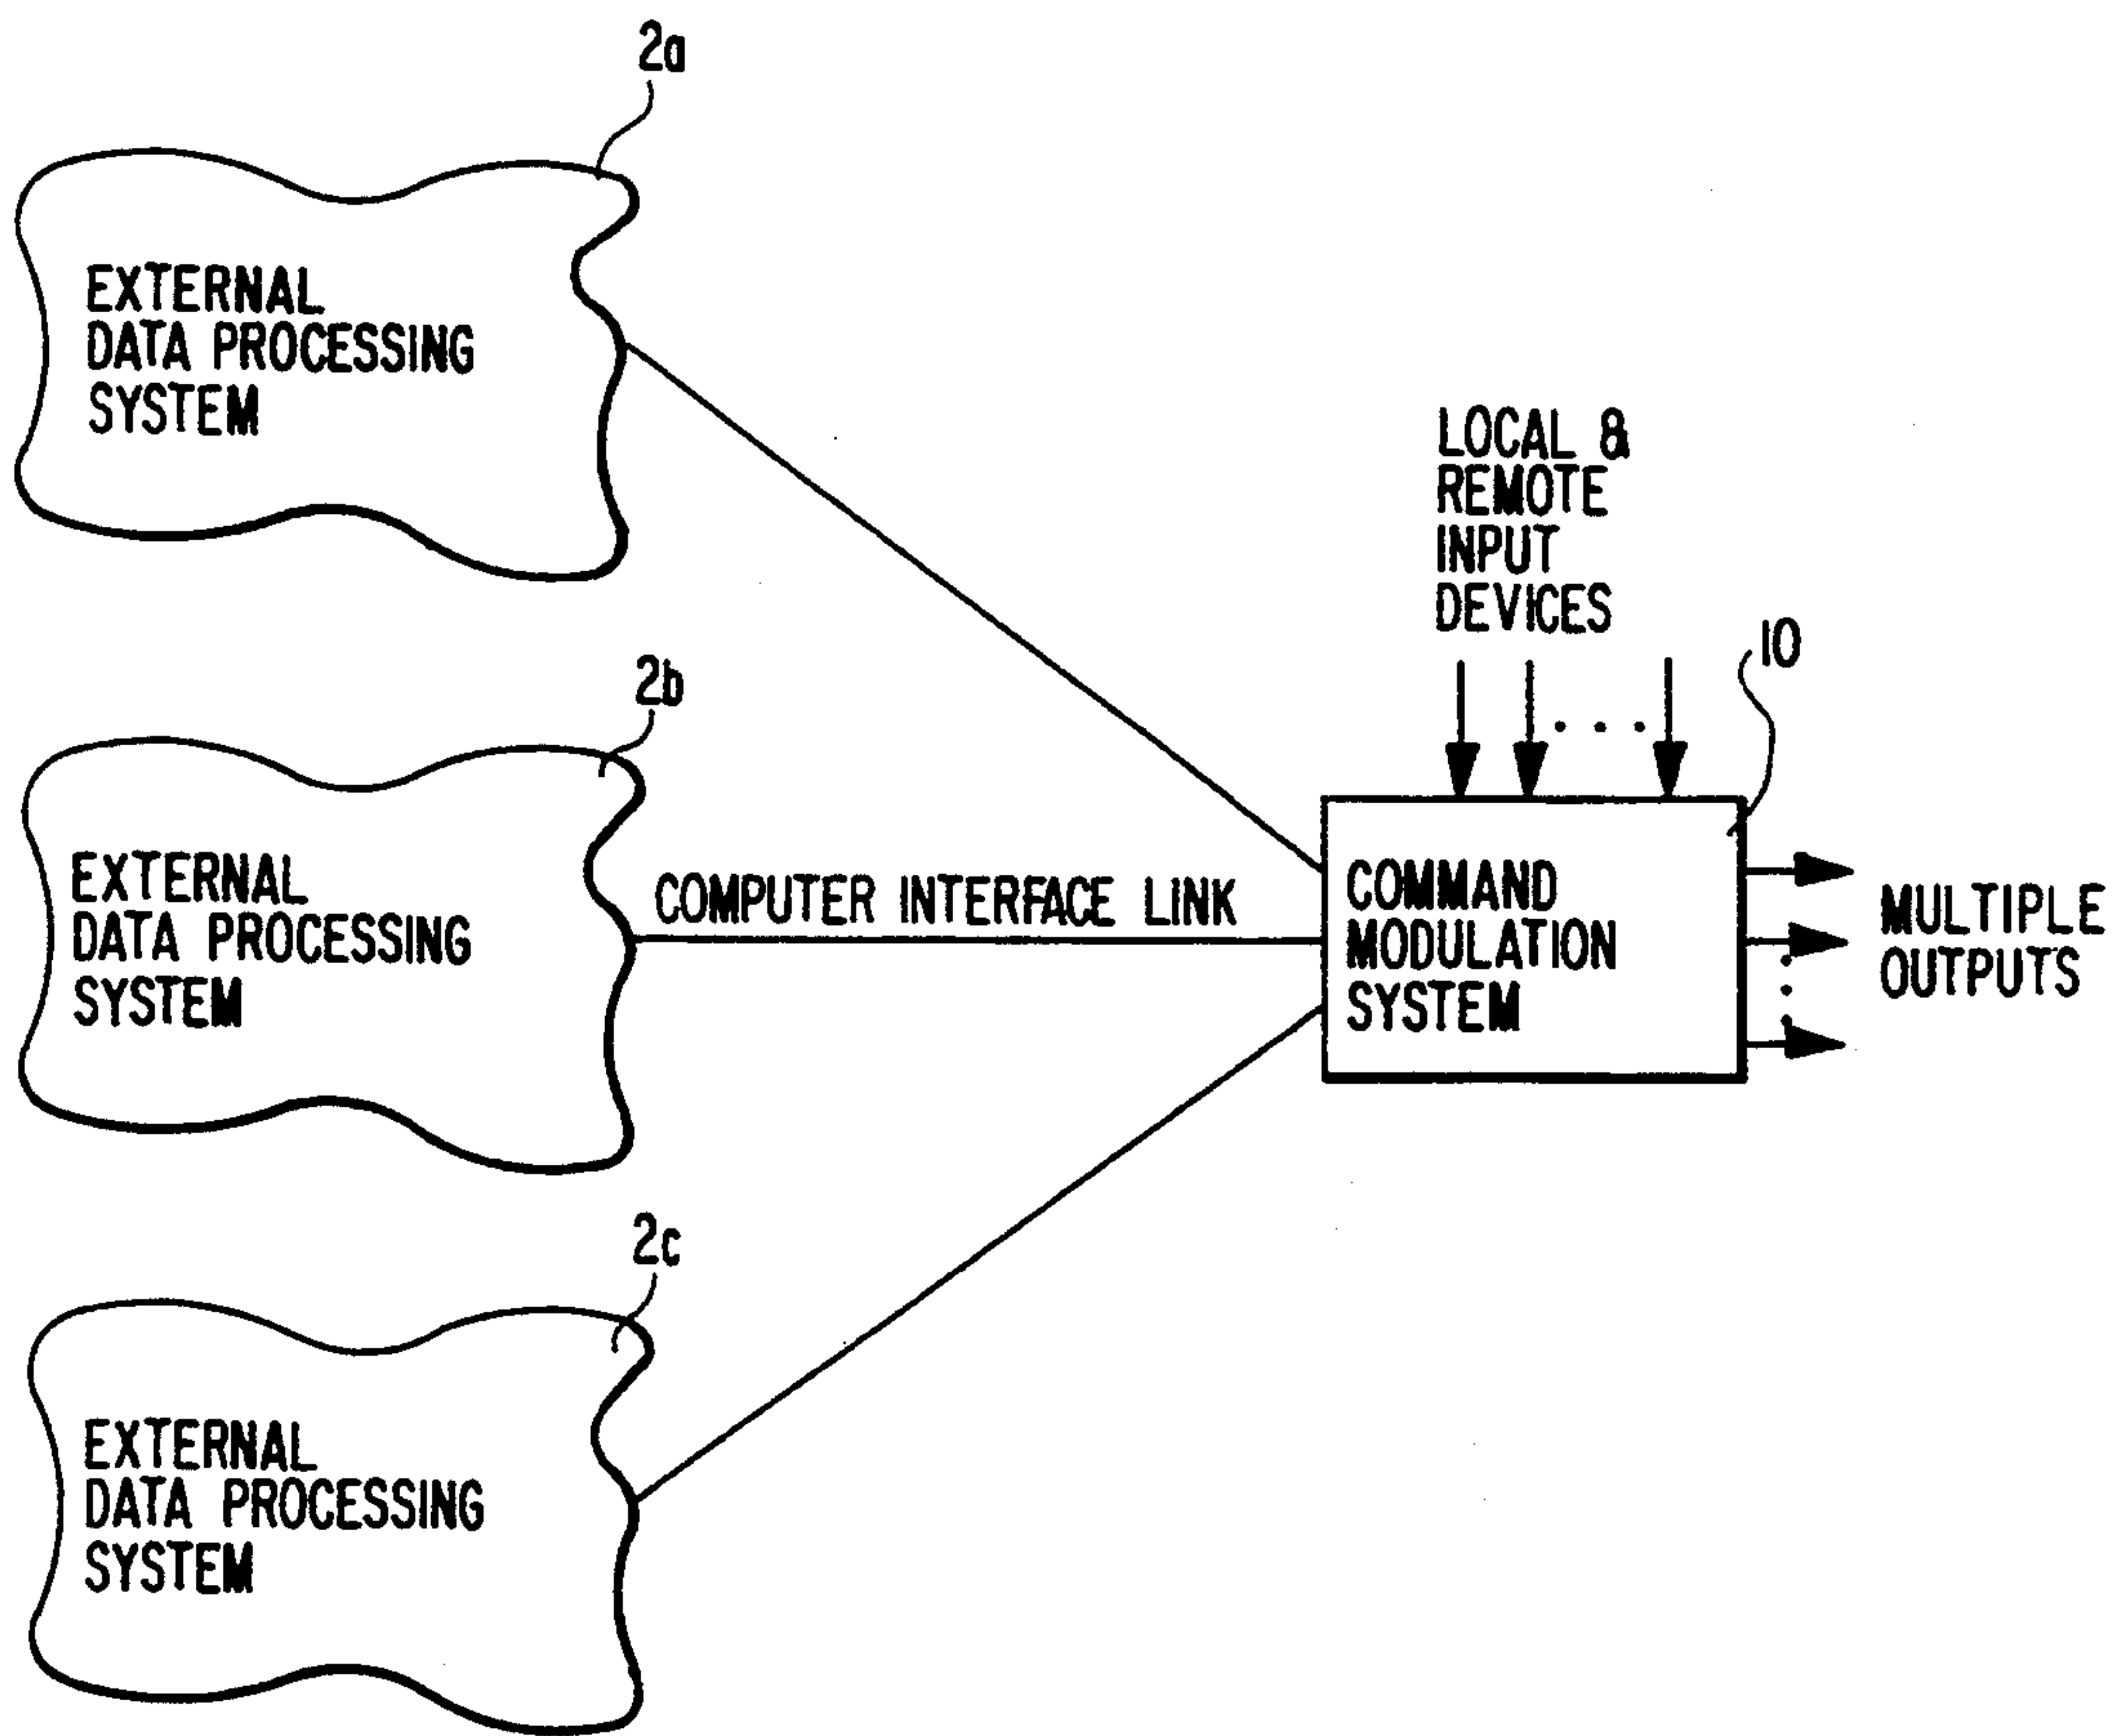 2a
EXTERNAL
DATA PROCESSING
SYSTEM
LOCAL &
REMOTE
INPUT
DEVICES
10
2b
EXTERNAL
DATA PROCESSING
SYSTEM
COMPUTER INTERFACE LINK
COMMAND
MODULATION
SYSTEM
MULTIPLE
OUTPUTS
2c
EXTERNAL
DATA PROCESSING
SYSTEM